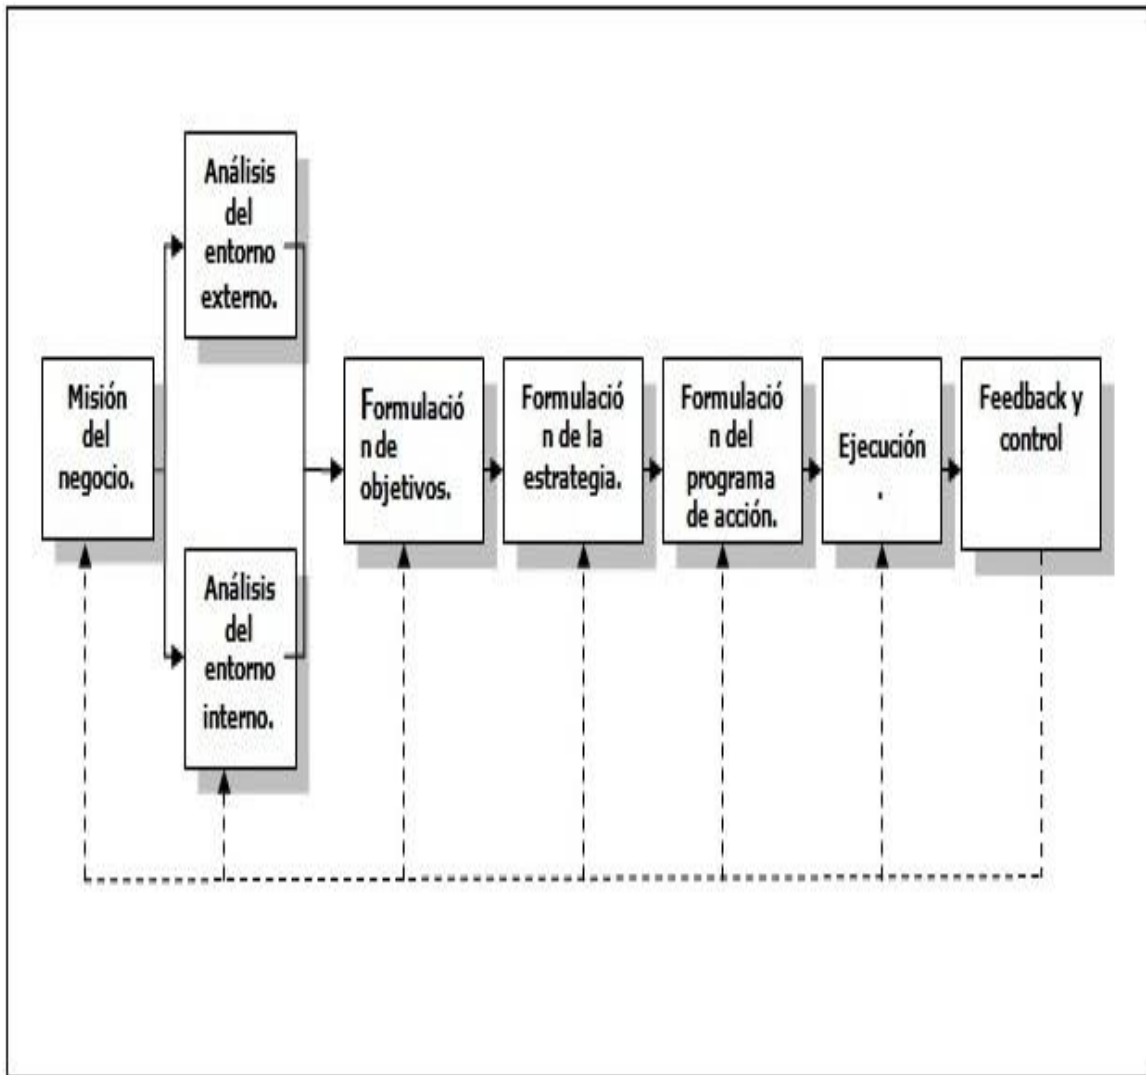 Análisis
del
entorno
externo.
Misión
del
negocio.
Formulació
n de
objetivos.
Formulació
n de la
estrategia.
Formulació
n del
programa
de acción.
Ejecución
.
Feedback y
control
Análisis
del
entorno
interno.